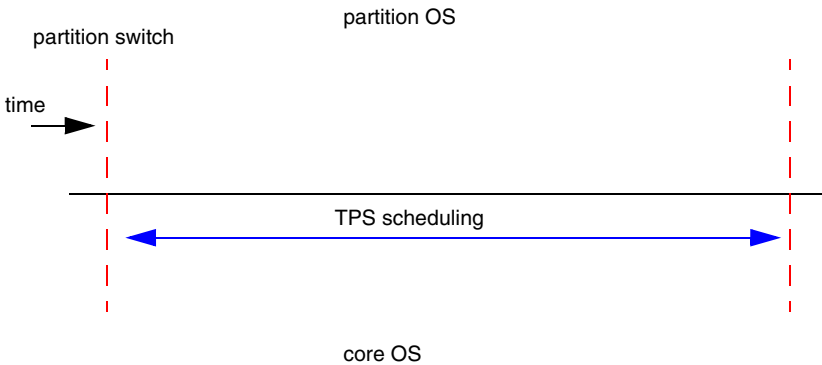 partition OS
partition switch
time
TPS scheduling
core OS